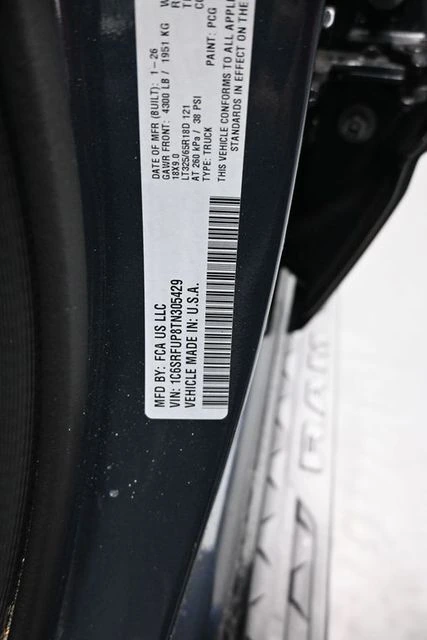 MFD BY: FCA US LLC
DATE OF MFR (BUILT): 1-26
GAWR FRONT: 4300 LB / 1951 KG W
VIN: 1C6SRFUP8TN305429
18X9.0
VEHICLE MADE IN: U.S.A.
LT325/65R18D 121
AT 260 kPa / 38 PSI
TYPE: TRUCK
PAINT: PCG
THIS VEHICLE CONFORMS TO ALL APPL
STANDARDS IN EFFECT ON THE
RAM